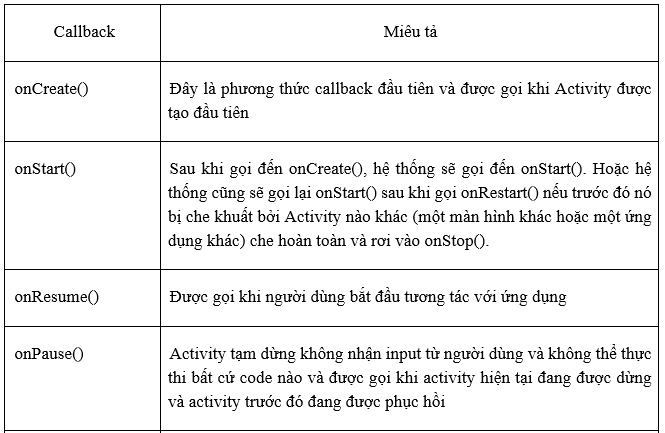 Callback
Miêu tả
onCreate()
Đây là phương thức callback đầu tiên và được gọi khi Activity được
tạo đầu tiên
onStart()
Sau khi gọi đến onCreate(), hệ thống sẽ gọi đến onStart(). Hoặc hệ
thống cũng sẽ gọi lại onStart() sau khi gọi onRestart() nếu trước đó nó
bị che khuất bởi Activity nào khác (một màn hình khác hoặc một ứng
dụng khác) che hoàn toàn và rơi vào onStop().
onResume()
Được gọi khi người dùng bắt đầu tương tác với ứng dụng
onPause()
Activity tạm dừng không nhận input từ người dùng và không thể thực
thi bất cứ code nào và được gọi khi activity hiện tại đang được dừng
và activity trước đó đang được phục hồi